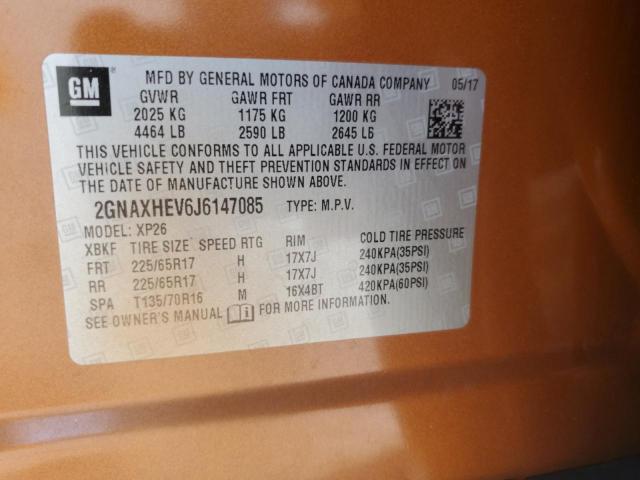 GM MFD BY GENERAL MOTORS OF CANADA COMPANY 05/17
GVWR GAWR FRT GAWR RR
2025 KG 1175 KG 1200 KG
4464 LB 2590 LB 2645 LB
THIS VEHICLE CONFORMS TO ALL APPLICABLE U.S. FEDERAL MOTOR
VEHICLE SAFETY AND THEFT PREVENTION STANDARDS IN EFFECT ON
THE DATE OF MANUFACTURE SHOWN ABOVE.
2GNAXHEV6J6147085 TYPE: M.P.V.
MODEL: XP26
XBKF TIRE SIZE SPEED RTG RIM COLD TIRE PRESSURE
FRT 225/65R17 H 17X7J 240KPA(35PSI)
RR 225/65R17 H 17X7J 240KPA(35PSI)
SPA T135/70R16 M 16X4BT 420KPA(60PSI)
SEE OWNER'S MANUAL FOR MORE INFORMATION.